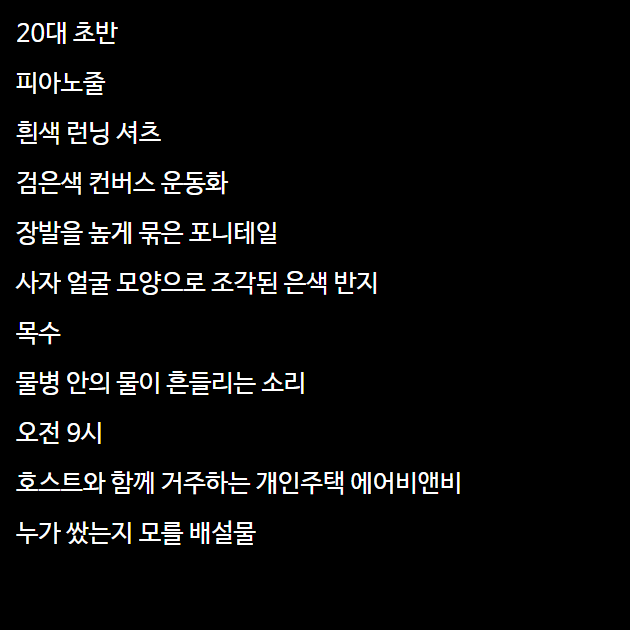 20대 초반
피아노줄
흰색 런닝 셔츠
검은색 컨버스 운동화
장발을 높게 묶은 포니테일
사자 얼굴 모양으로 조각된 은색 반지
목수
물병 안의 물이 흔들리는 소리
오전 9시
호스트와 함께 거주하는 개인주택 에어비앤비
누가 쌌는지 모를 배설물